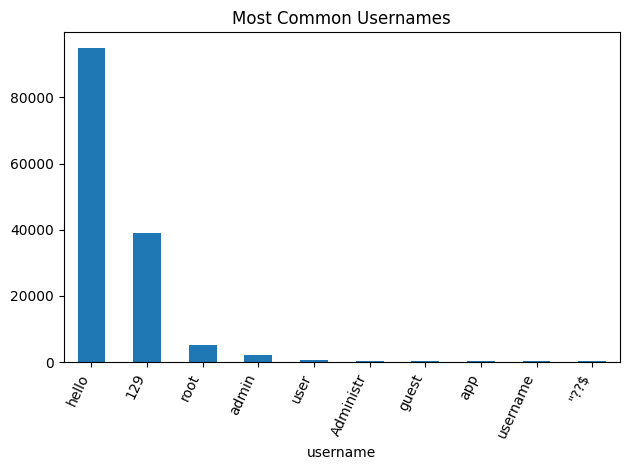 Most Common Usernames
80000
60000
40000
20000
0
hello
129
root
admin
user
Administr
guest
app
username
"??$
username